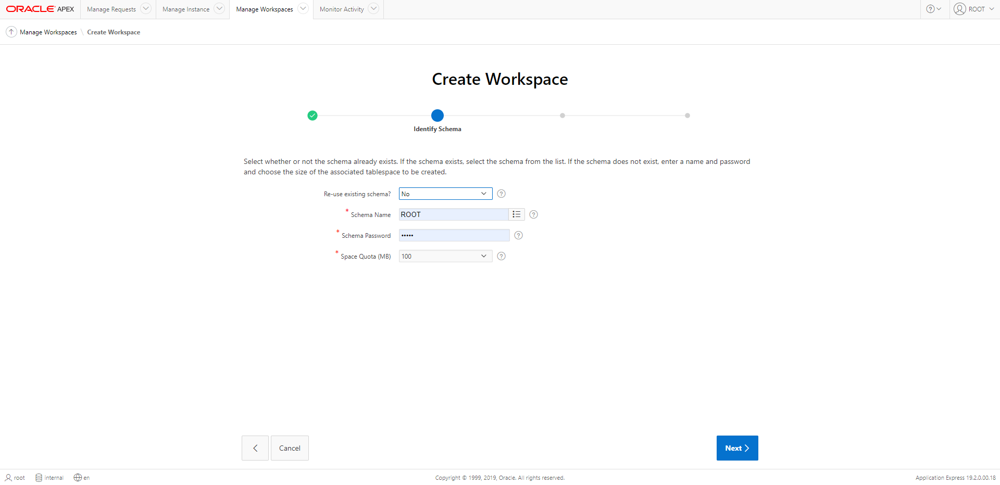 ORACLE APEX Manage Requests Manage Instance Manage Workspaces Monitor Activity ? ROOT
Manage Workspaces \ Create Workspace
Create Workspace
Identify Schema
Select whether or not the schema already exists. If the schema exists, select the schema from the list. If the schema does not exist, enter a name and password
and choose the size of the associated tablespace to be created.
Re-use existing schema? No ?
* Schema Name ROOT ?
* Schema Password ••••• ?
* Space Quota (MB) 100 ?
Cancel Next
root internal en Copyright © 1999, 2019, Oracle. All rights reserved. Application Express 19.2.0.00.18